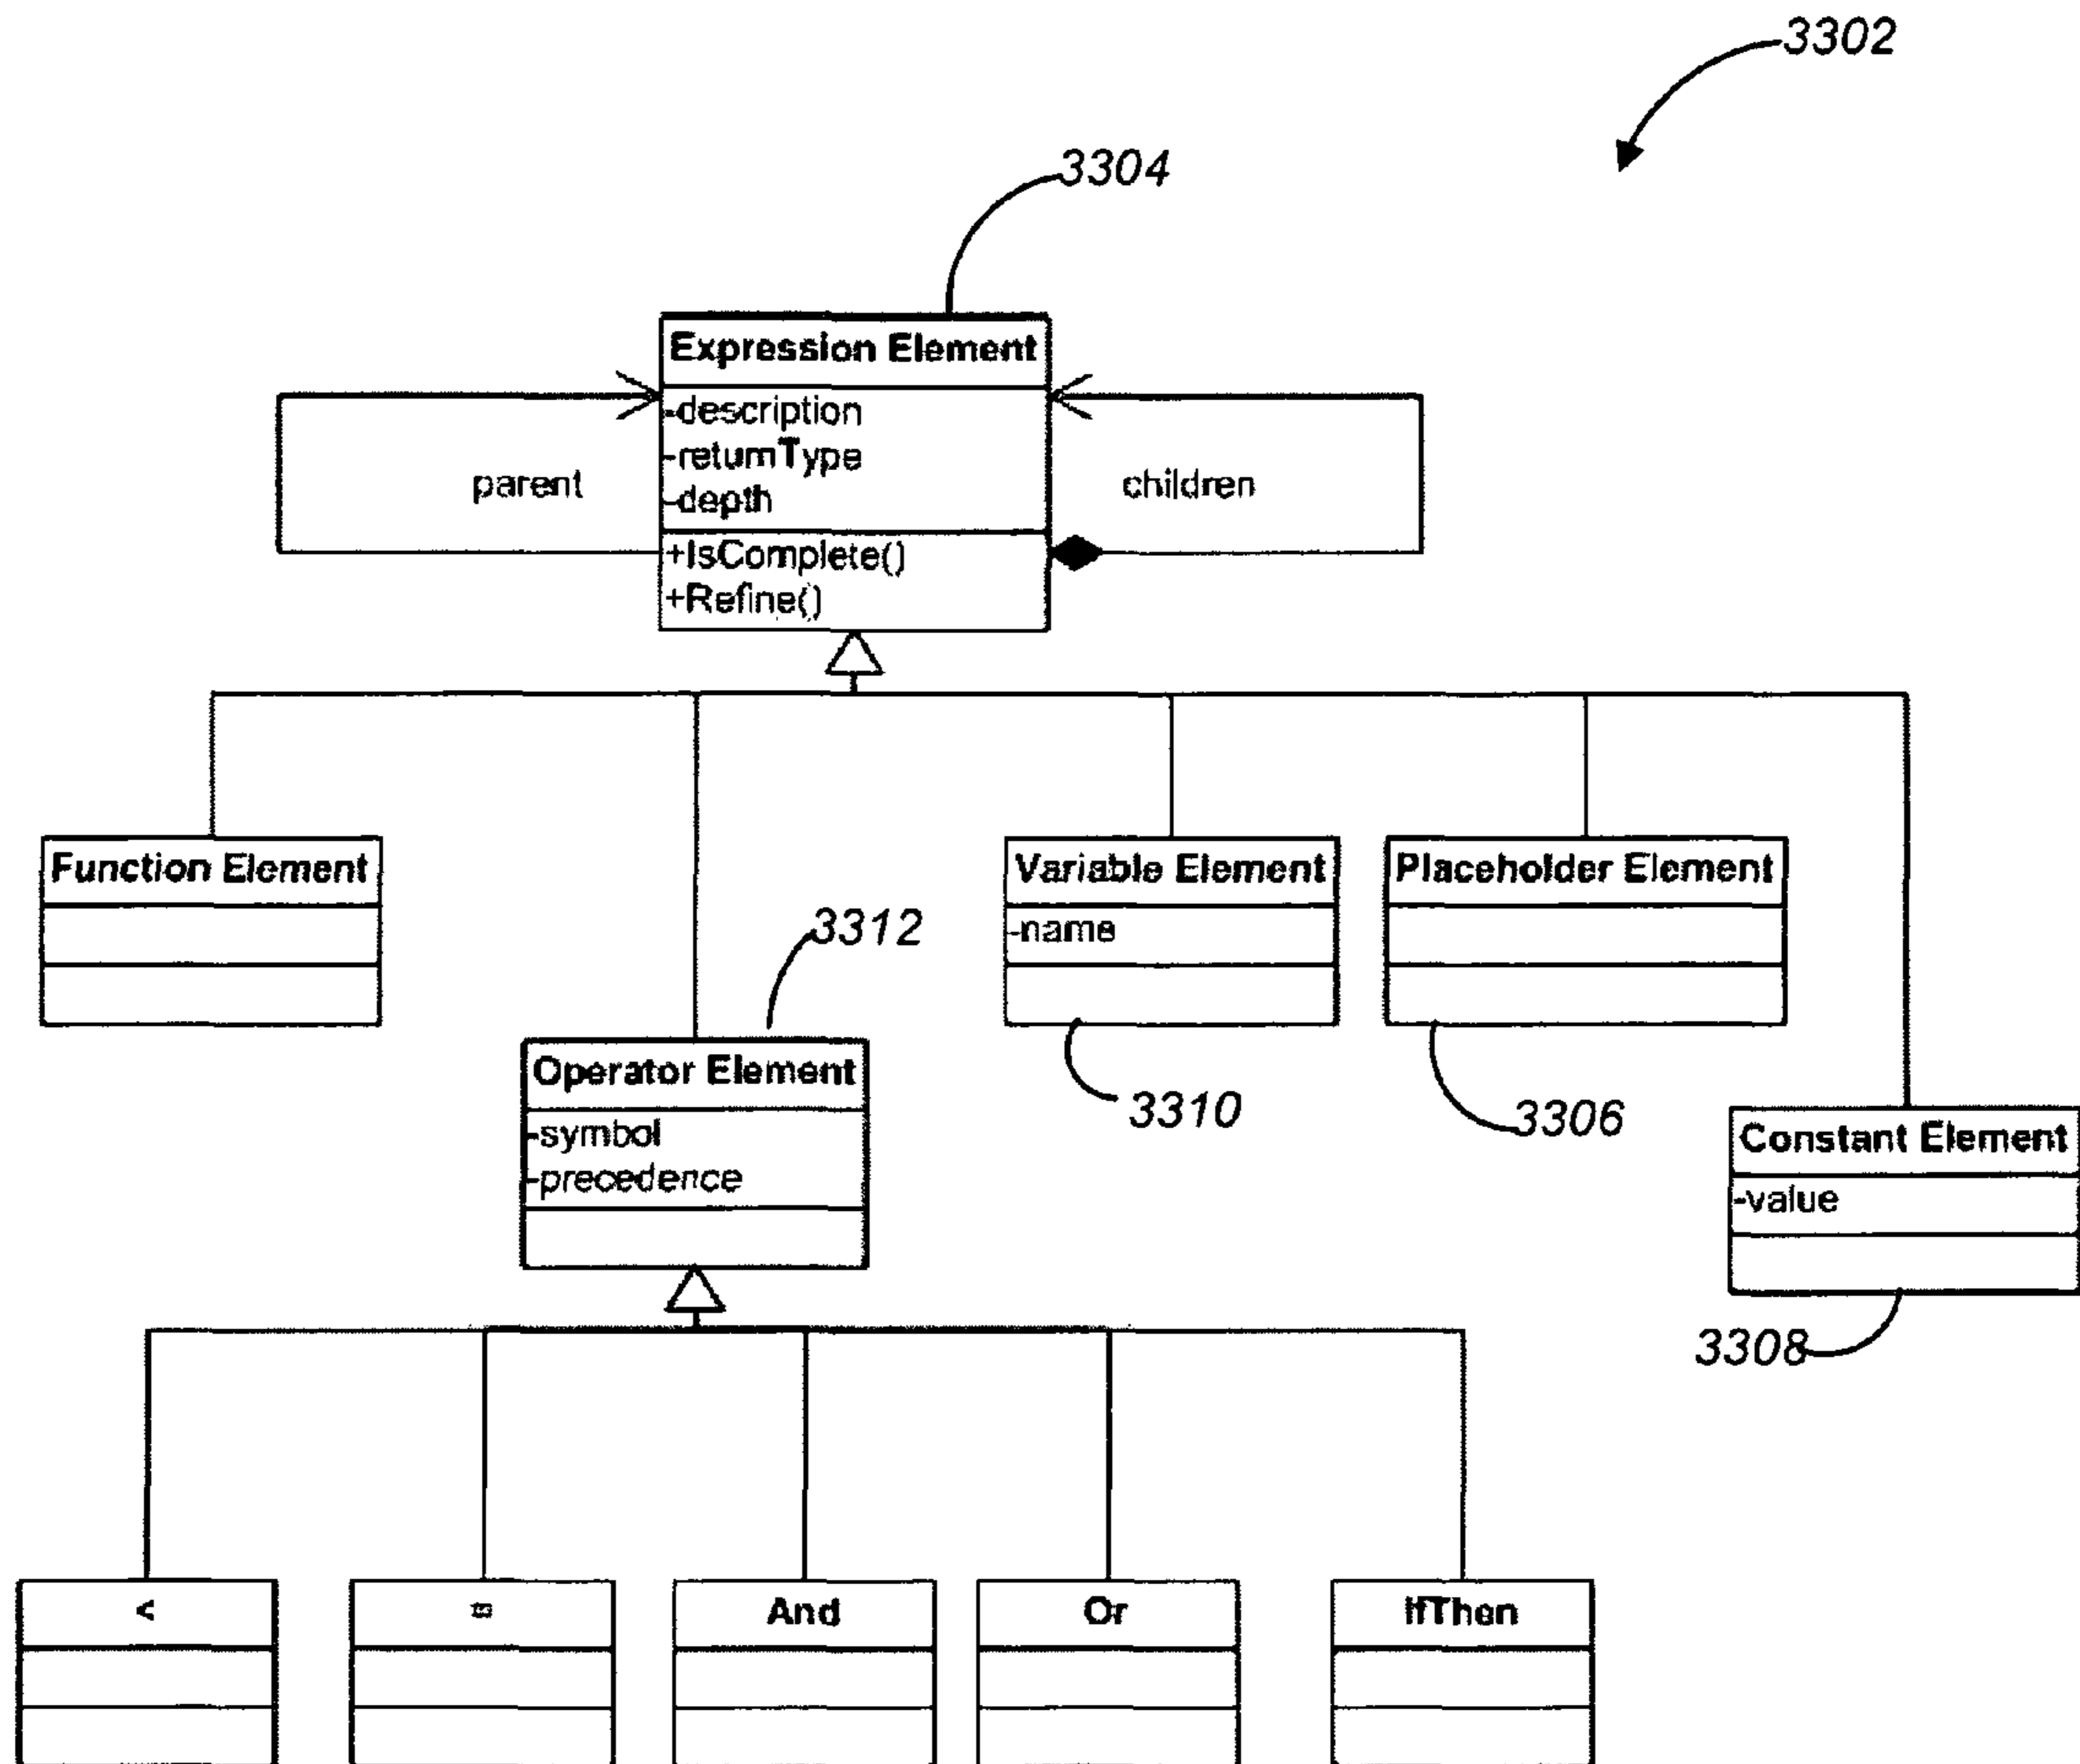 3302
3304
Expression Element
-description
-returnType
-depth
+IsComplete()
+Refine()
parent
children
Function Element
Variable Element
-name
Placeholder Element
3312
3310
3306
Operator Element
-symbol
-precedence
Constant Element
-value
3308
<
=
And
Or
IfThen